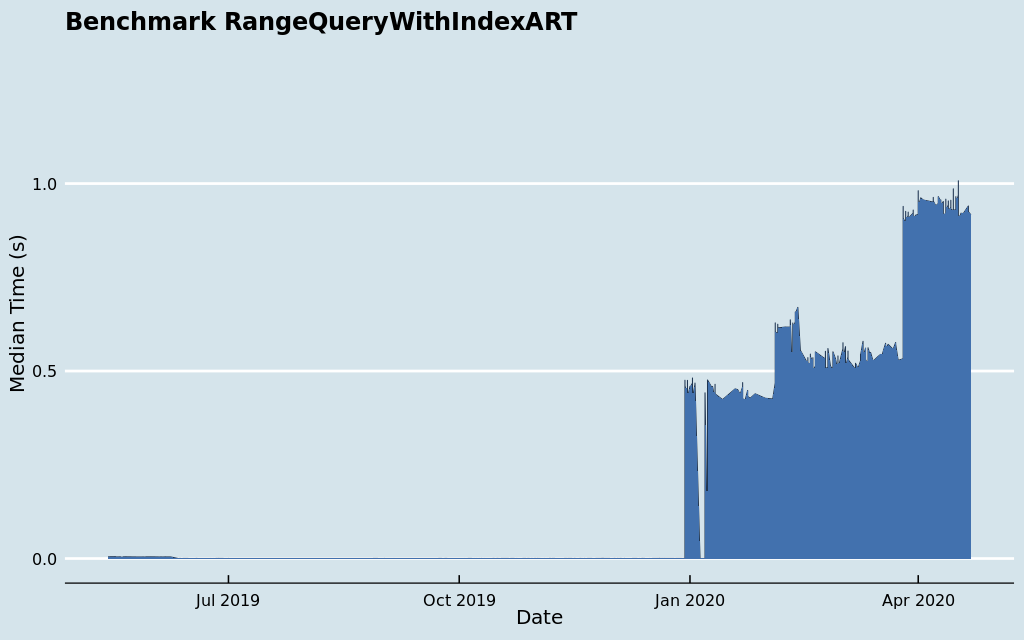 Benchmark RangeQueryWithIndexART
Median Time (s)
1.0
0.5
0.0
Jul 2019
Oct 2019
Jan 2020
Apr 2020
Date